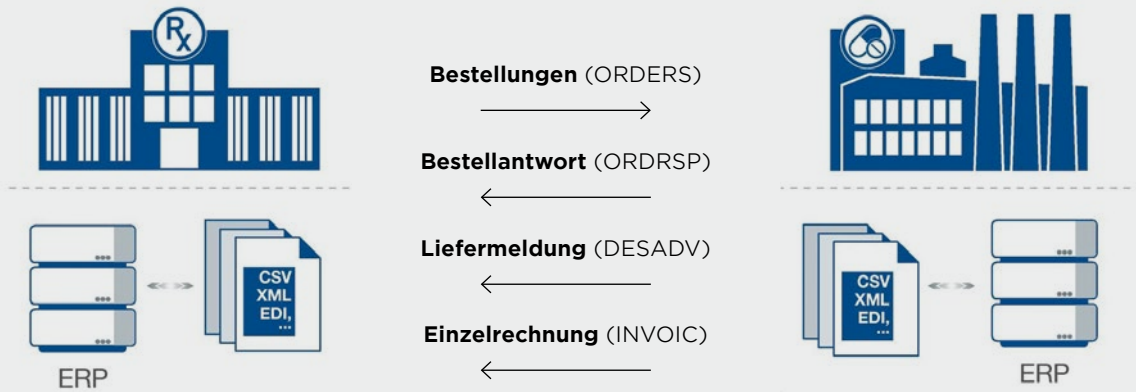 Rx
Bestellungen (ORDERS)
Bestellantwort (ORDRSP)
Liefermeldung (DESADV)
Einzelrechnung (INVOIC)
CSV
XML
EDI,
...
ERP
CSV
XML
EDI,
...
ERP